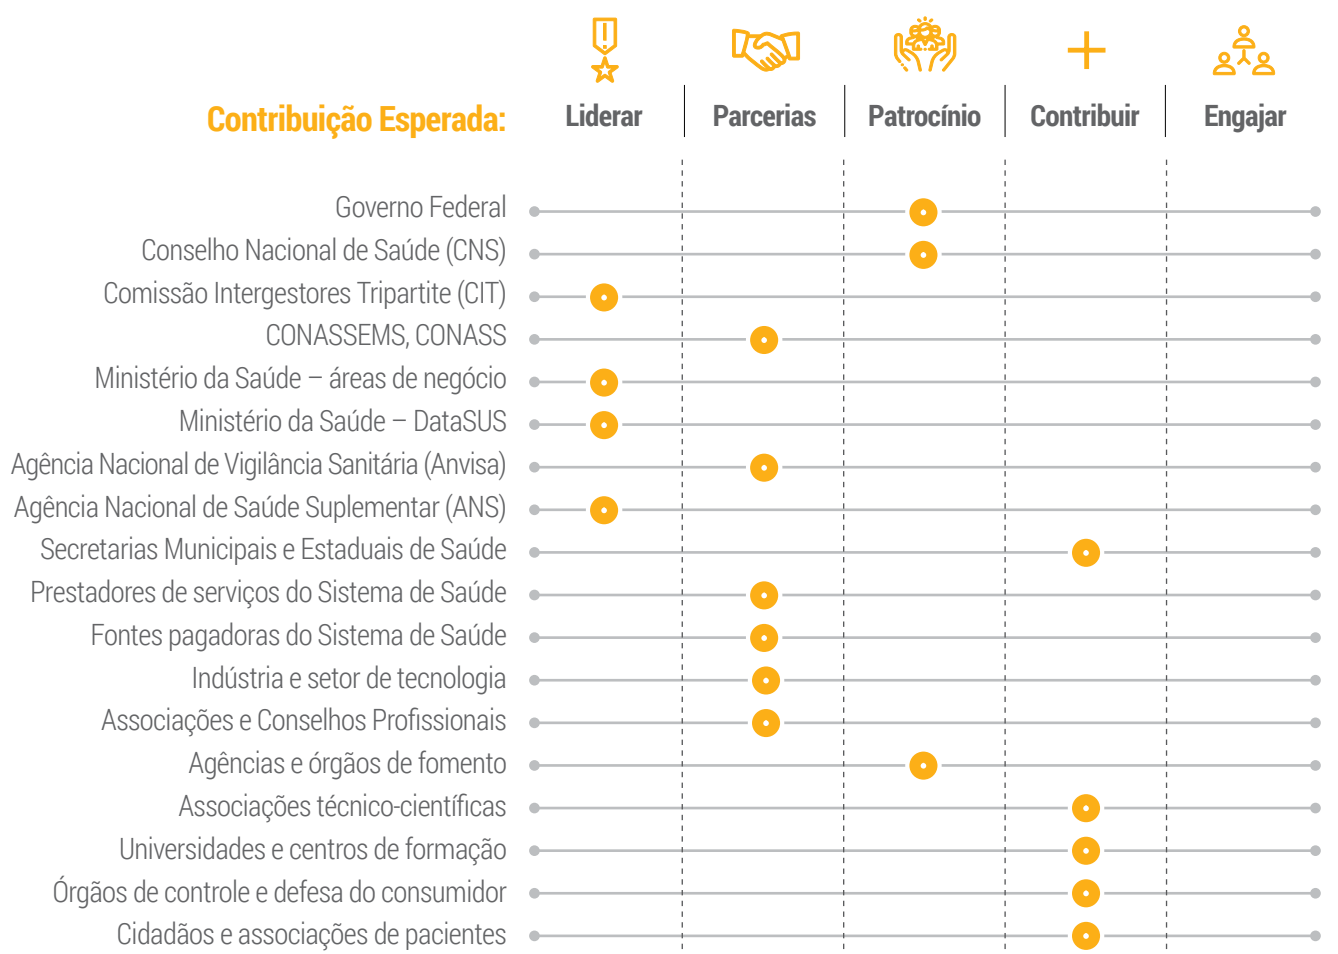 Contribuição Esperada:
Liderar
Parcerias
Patrocínio
Contribuir
Engajar
Governo Federal
Conselho Nacional de Saúde (CNS)
Comissão Intergestores Tripartite (CIT)
CONASSEMS, CONASS
Ministério da Saúde – áreas de negócio
Ministério da Saúde – DataSUS
Agência Nacional de Vigilância Sanitária (Anvisa)
Agência Nacional de Saúde Suplementar (ANS)
Secretarias Municipais e Estaduais de Saúde
Prestadores de serviços do Sistema de Saúde
Fontes pagadoras do Sistema de Saúde
Indústria e setor de tecnologia
Associações e Conselhos Profissionais
Agências e órgãos de fomento
Associações técnico-científicas
Universidades e centros de formação
Órgãos de controle e defesa do consumidor
Cidadãos e associações de pacientes